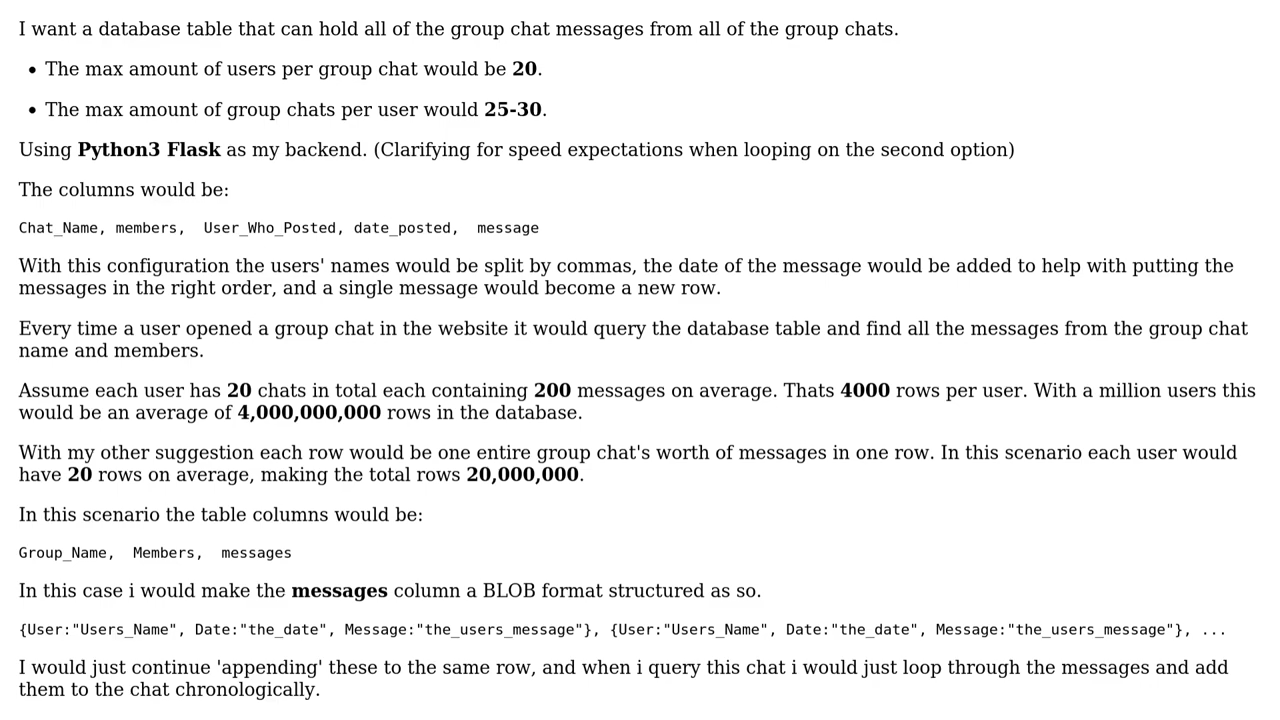 I want a database table that can hold all of the group chat messages from all of the group chats.
• The max amount of users per group chat would be 20.
• The max amount of group chats per user would 25-30.
Using Python3 Flask as my backend. (Clarifying for speed expectations when looping on the second option)
The columns would be:
Chat_Name, members,  User_Who_Posted, date_posted,  message
With this configuration the users' names would be split by commas, the date of the message would be added to help with putting the
messages in the right order, and a single message would become a new row.
Every time a user opened a group chat in the website it would query the database table and find all the messages from the group chat
name and members.
Assume each user has 20 chats in total each containing 200 messages on average. Thats 4000 rows per user. With a million users this
would be an average of 4,000,000,000 rows in the database.
With my other suggestion each row would be one entire group chat's worth of messages in one row. In this scenario each user would
have 20 rows on average, making the total rows 20,000,000.
In this scenario the table columns would be:
Group_Name,  Members,  messages
In this case i would make the messages column a BLOB format structured as so.
{User:"Users_Name", Date:"the_date", Message:"the_users_message"}, {User:"Users_Name", Date:"the_date", Message:"the_users_message"}, ...
I would just continue 'appending' these to the same row, and when i query this chat i would just loop through the messages and add
them to the chat chronologically.